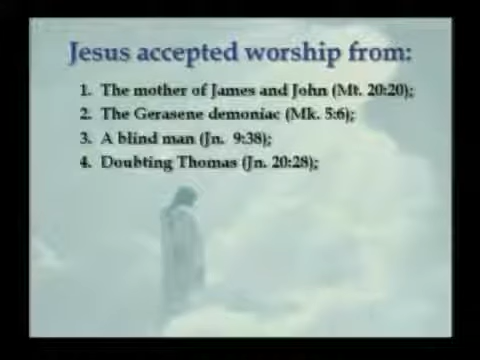 Jesus accepted worship from:
1. The mother of James and John (Mt. 20:20);
2. The Gerasene demoniac (Mk. 5:6);
3. A blind man (Jn. 9:38);
4. Doubting Thomas (Jn. 20:28);